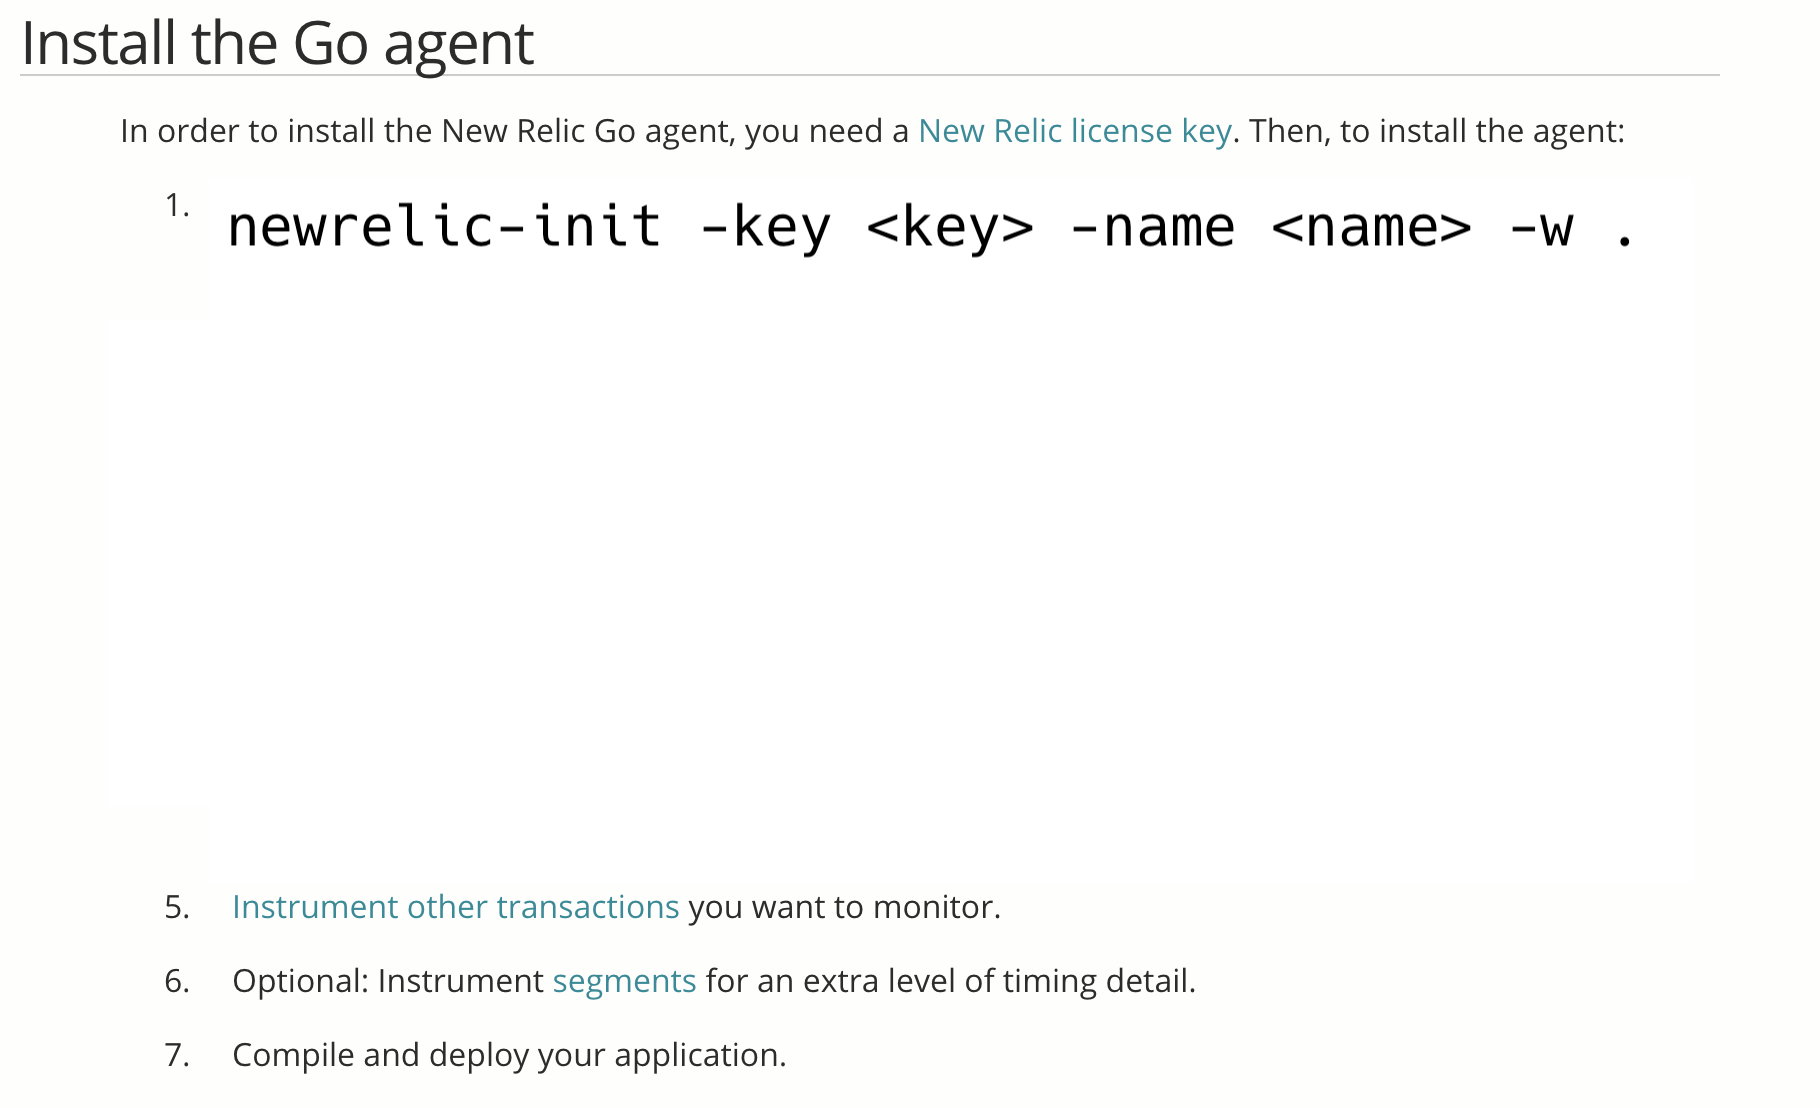 Install the Go agent
In order to install the New Relic Go agent, you need a New Relic license key. Then, to install the agent:
1. newrelic-init -key <key> -name <name> -w .
5. Instrument other transactions you want to monitor.
6. Optional: Instrument segments for an extra level of timing detail.
7. Compile and deploy your application.